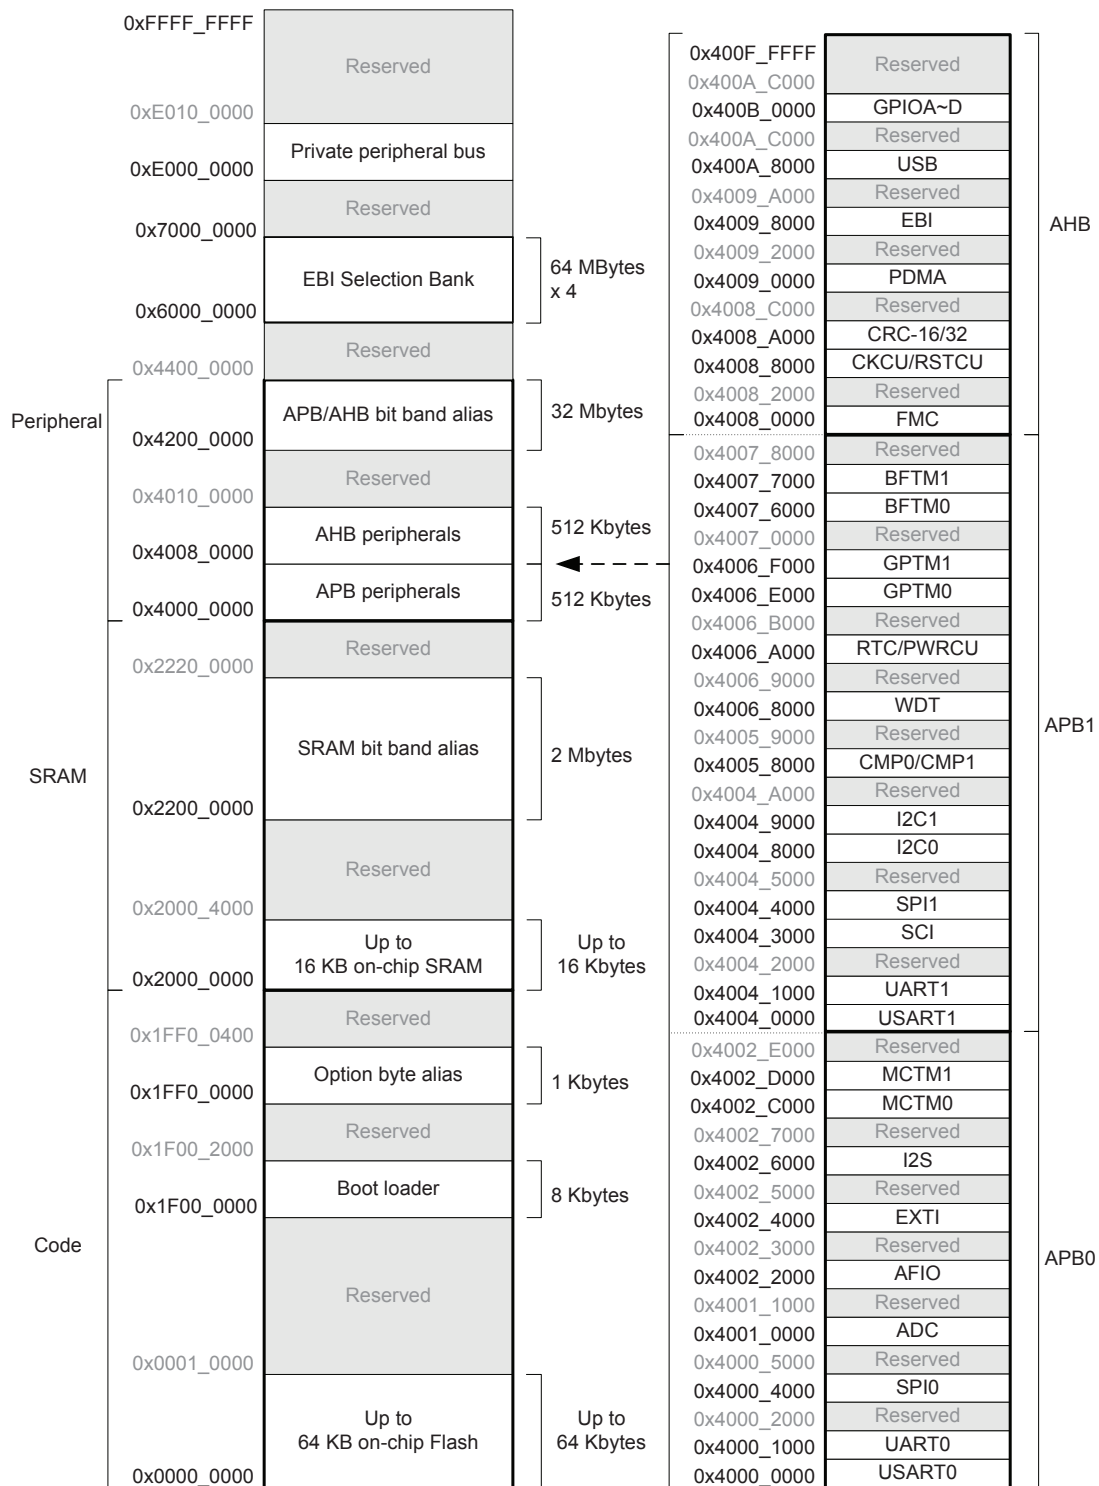 0xFFFF_FFFF
Reserved
0xE010_0000
Private peripheral bus
0xE000_0000
Reserved
0x7000_0000
EBI Selection Bank
64 MBytes
x 4
0x6000_0000
Reserved
0x4400_0000
Peripheral
APB/AHB bit band alias
32 Mbytes
0x4200_0000
Reserved
0x4010_0000
AHB peripherals
512 Kbytes
0x4008_0000
APB peripherals
512 Kbytes
0x4000_0000
Reserved
0x2220_0000
SRAM
SRAM bit band alias
2 Mbytes
0x2200_0000
Reserved
0x2000_4000
Up to
16 KB on-chip SRAM
Up to
16 Kbytes
0x2000_0000
Reserved
0x1FF0_0400
Option byte alias
1 Kbytes
0x1FF0_0000
Reserved
0x1F00_2000
Boot loader
8 Kbytes
0x1F00_0000
Code
Reserved
0x0001_0000
Up to
64 KB on-chip Flash
Up to
64 Kbytes
0x0000_0000
0x400F_FFFF
Reserved
0x400A_C000
0x400B_0000 GPIOA~D
0x400A_C000 Reserved
0x400A_8000 USB
0x4009_A000 Reserved
0x4009_8000 EBI
AHB
0x4009_2000 Reserved
0x4009_0000 PDMA
0x4008_C000 Reserved
0x4008_A000 CRC-16/32
0x4008_8000 CKCU/RSTCU
0x4008_2000 Reserved
0x4008_0000 FMC
0x4007_8000 Reserved
0x4007_7000 BFTM1
0x4007_6000 BFTM0
0x4007_0000 Reserved
0x4006_F000 GPTM1
0x4006_E000 GPTM0
0x4006_B000 Reserved
0x4006_A000 RTC/PWRCU
0x4006_9000 Reserved
0x4006_8000 WDT
APB1
0x4005_9000 Reserved
0x4005_8000 CMP0/CMP1
0x4004_A000 Reserved
0x4004_9000 I2C1
0x4004_8000 I2C0
0x4004_5000 Reserved
0x4004_4000 SPI1
0x4004_3000 SCI
0x4004_2000 Reserved
0x4004_1000 UART1
0x4004_0000 USART1
0x4002_E000 Reserved
0x4002_D000 MCTM1
0x4002_C000 MCTM0
0x4002_7000 Reserved
0x4002_6000 I2S
0x4002_5000 Reserved
0x4002_4000 EXTI
0x4002_3000 Reserved
APB0
0x4002_2000 AFIO
0x4001_1000 Reserved
0x4001_0000 ADC
0x4000_5000 Reserved
0x4000_4000 SPI0
0x4000_2000 Reserved
0x4000_1000 UART0
0x4000_0000 USART0